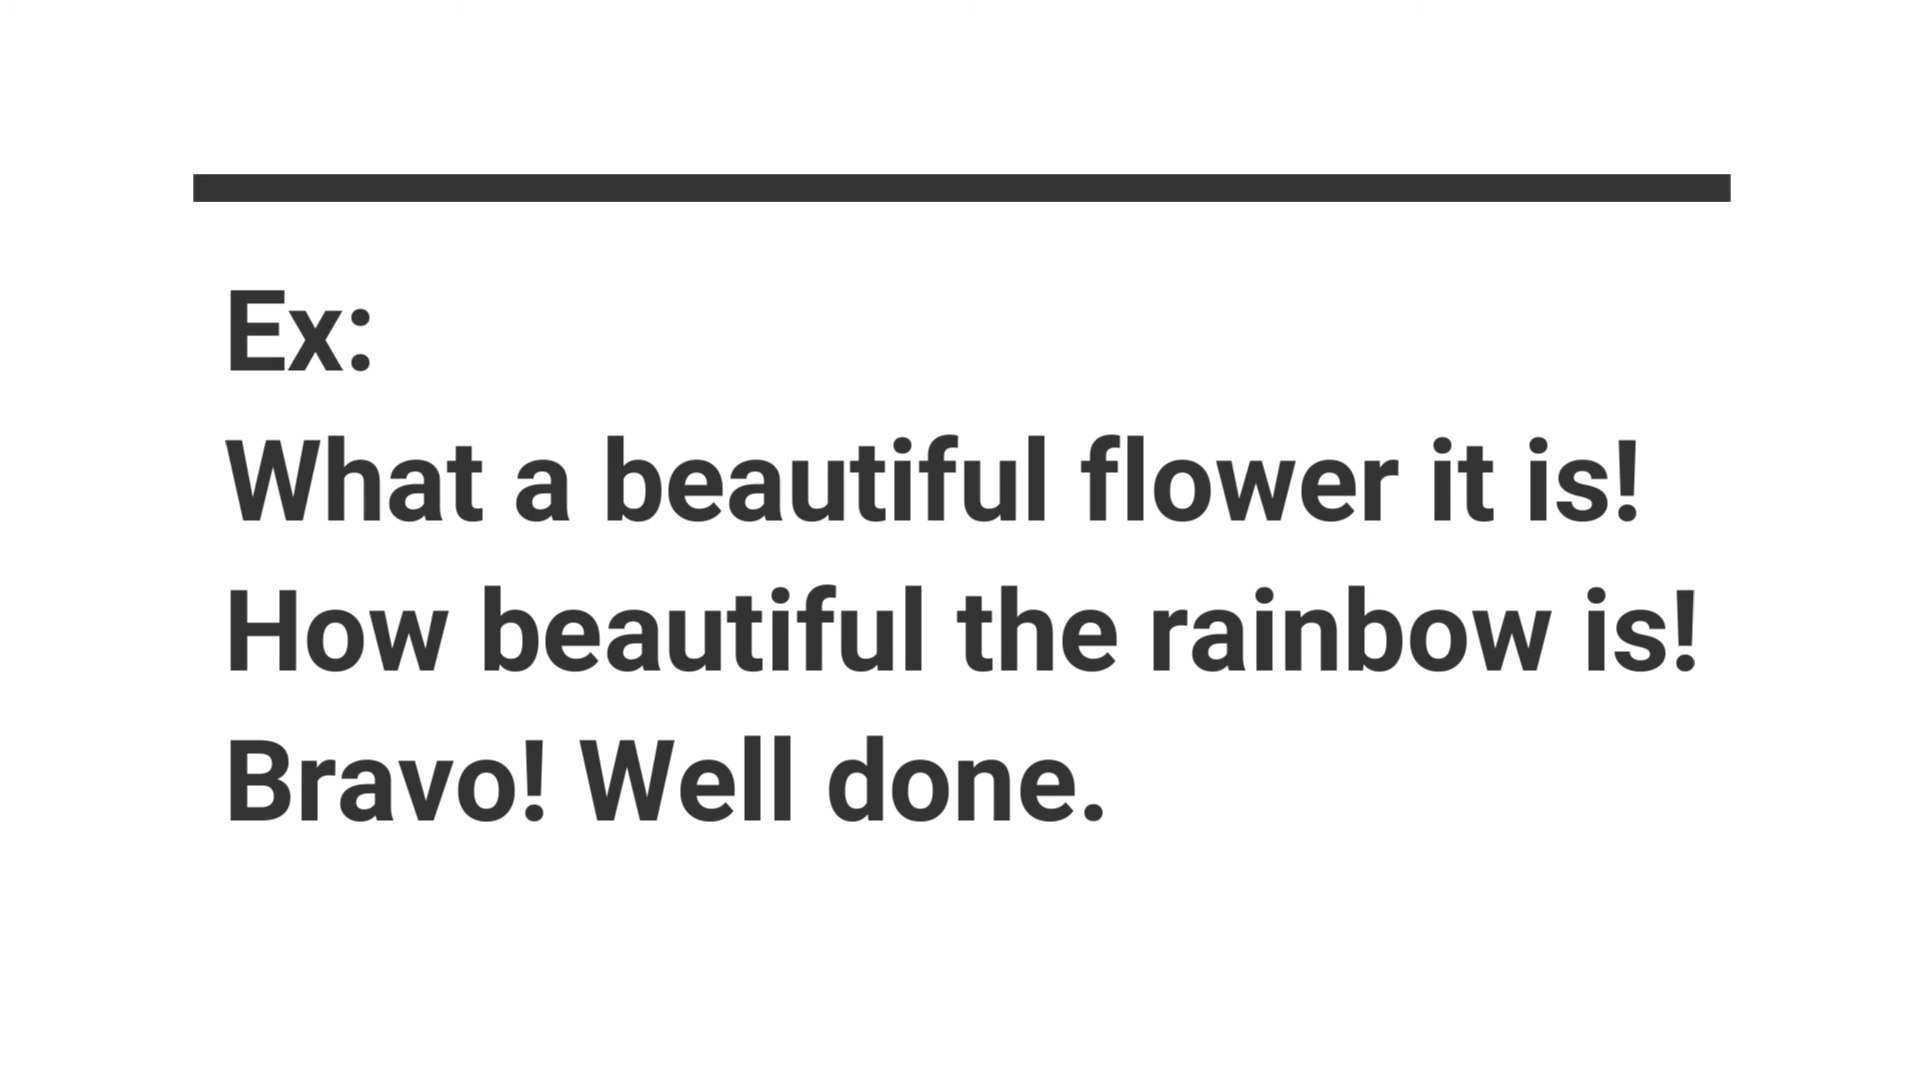 Ex:
What a beautiful flower it is!
How beautiful the rainbow is!
Bravo! Well done.